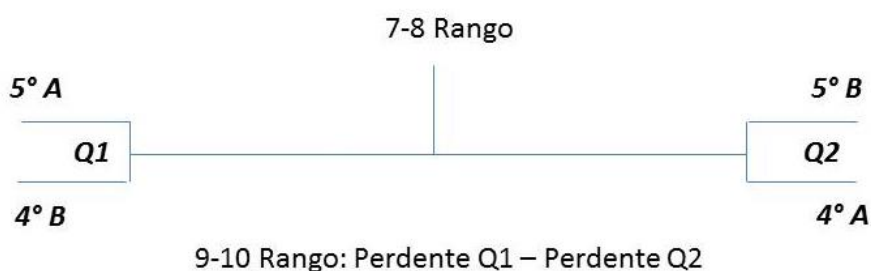 7-8 Rango
5° A
5° B
Q1
Q2
4° B
4° A
9-10 Rango: Perdente Q1 – Perdente Q2